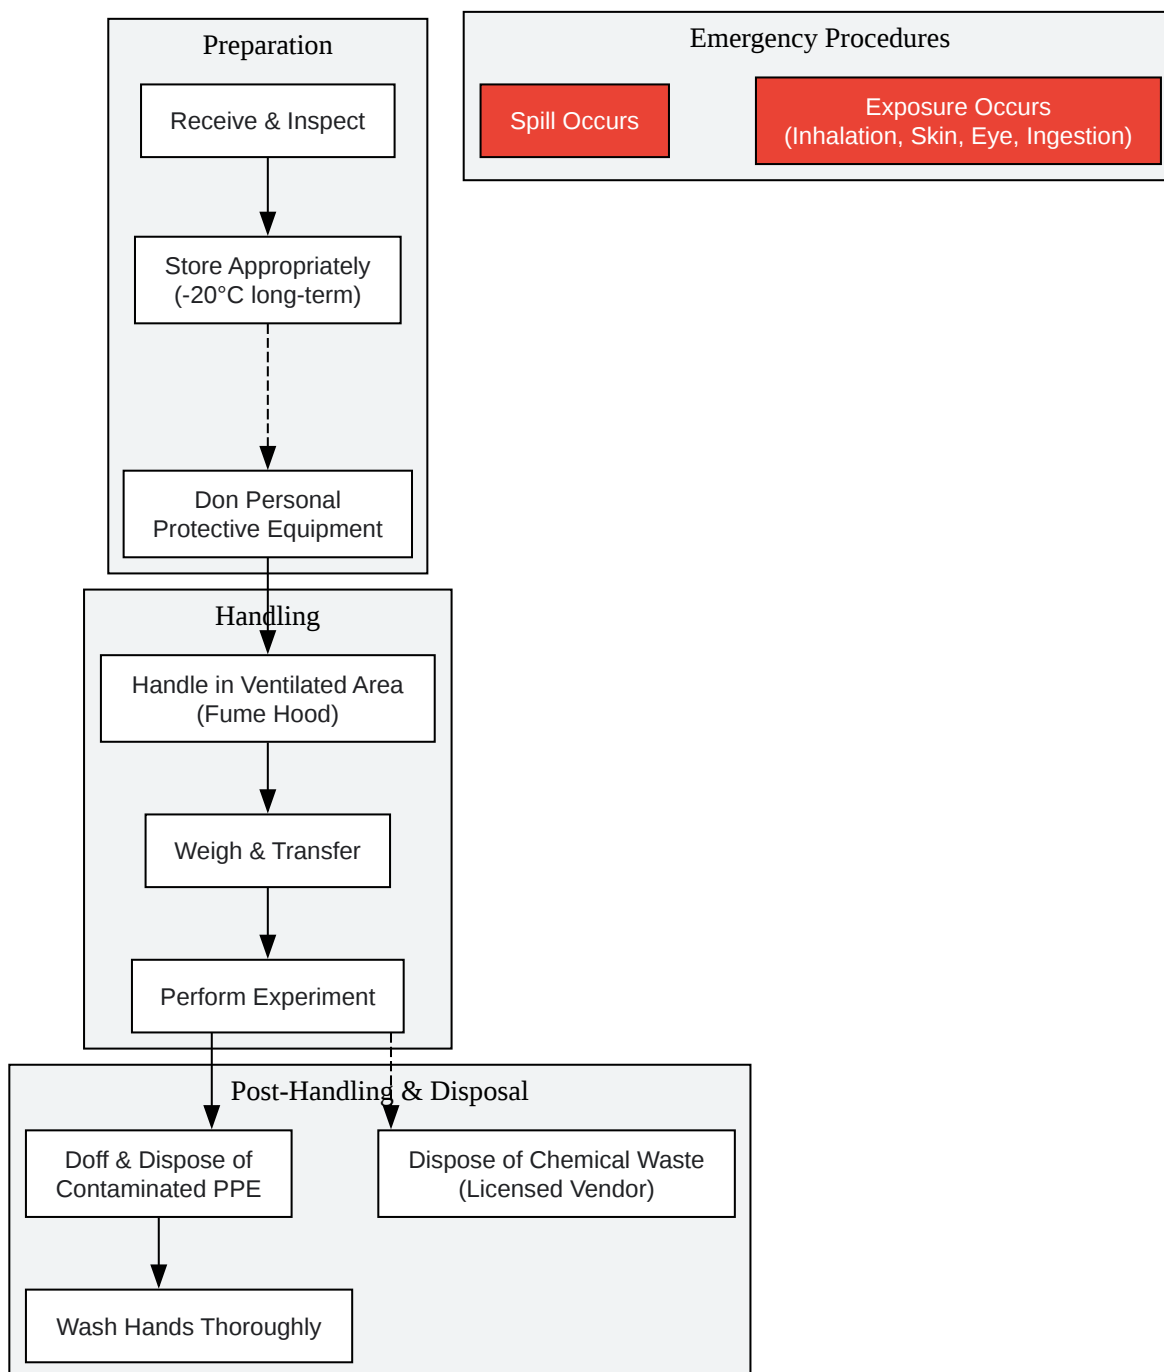 Preparation
Receive & Inspect
Store Appropriately
(-20°C long-term)
Don Personal
Protective Equipment
Emergency Procedures
Spill Occurs
Exposure Occurs
(Inhalation, Skin, Eye, Ingestion)
Handling
Handle in Ventilated Area
(Fume Hood)
Weigh & Transfer
Perform Experiment
Post-Handling & Disposal
Doff & Dispose of
Contaminated PPE
Dispose of Chemical Waste
(Licensed Vendor)
Wash Hands Thoroughly